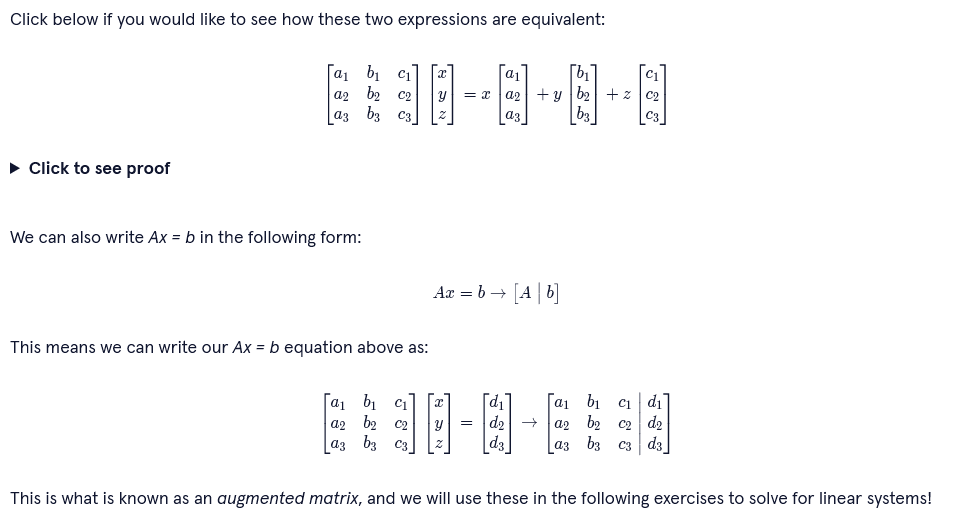 Click below if you would like to see how these two expressions are equivalent:
[a₁ b₁ c₁; a₂ b₂ c₂; a₃ b₃ c₃] [x; y; z] = x [a₁; a₂; a₃] + y [b₁; b₂; b₃] + z [c₁; c₂; c₃]
▶ Click to see proof
We can also write Ax = b in the following form:
Ax = b → [A | b]
This means we can write our Ax = b equation above as:
[a₁ b₁ c₁; a₂ b₂ c₂; a₃ b₃ c₃] [x; y; z] = [d₁; d₂; d₃] → [a₁ b₁ c₁ | d₁; a₂ b₂ c₂ | d₂; a₃ b₃ c₃ | d₃]
This is what is known as an augmented matrix, and we will use these in the following exercises to solve for linear systems!